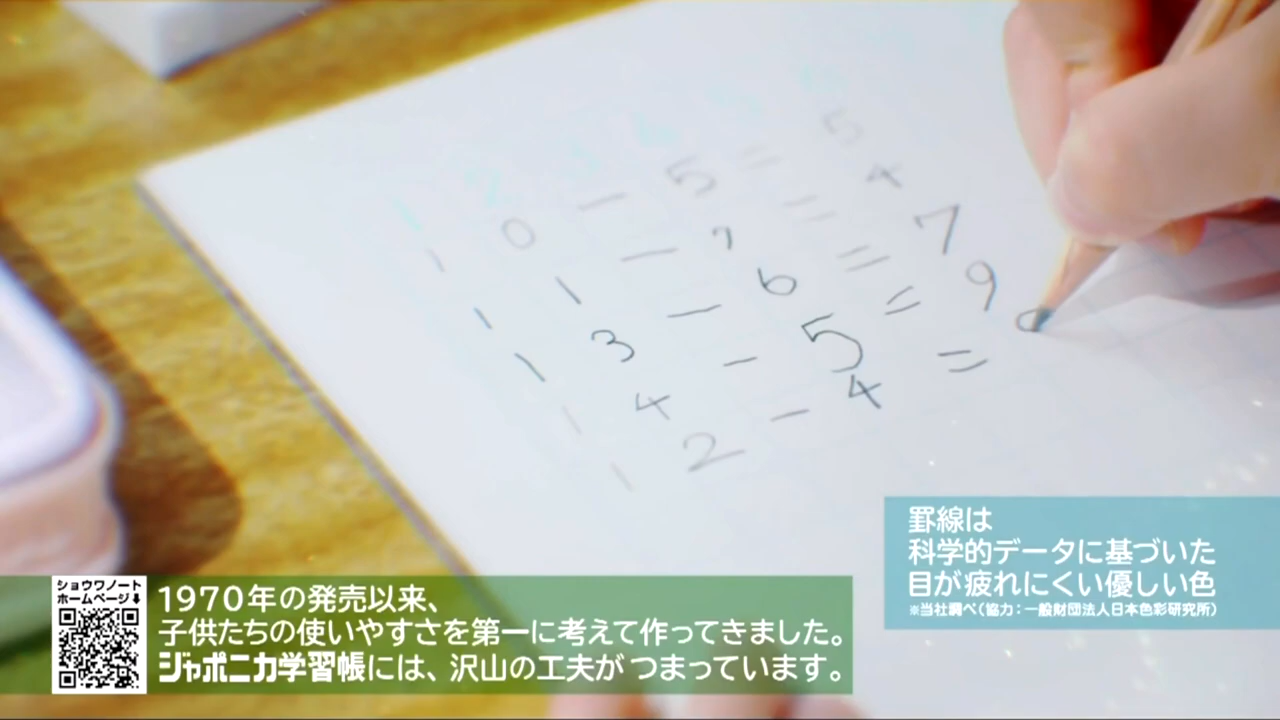 10－5＝5
11－7＝4
13－6＝7
14－5＝9
12－4＝
罫線は
科学的データに基づいた
目が疲れにくい優しい色
※当社調べ（協力：一般財団法人日本色彩研究所）
ショウワノート
ホームページ⬇
1970年の発売以来、
子供たちの使いやすさを第一に考えて作ってきました。
ジャポニカ学習帳には、沢山の工夫がつまっています。